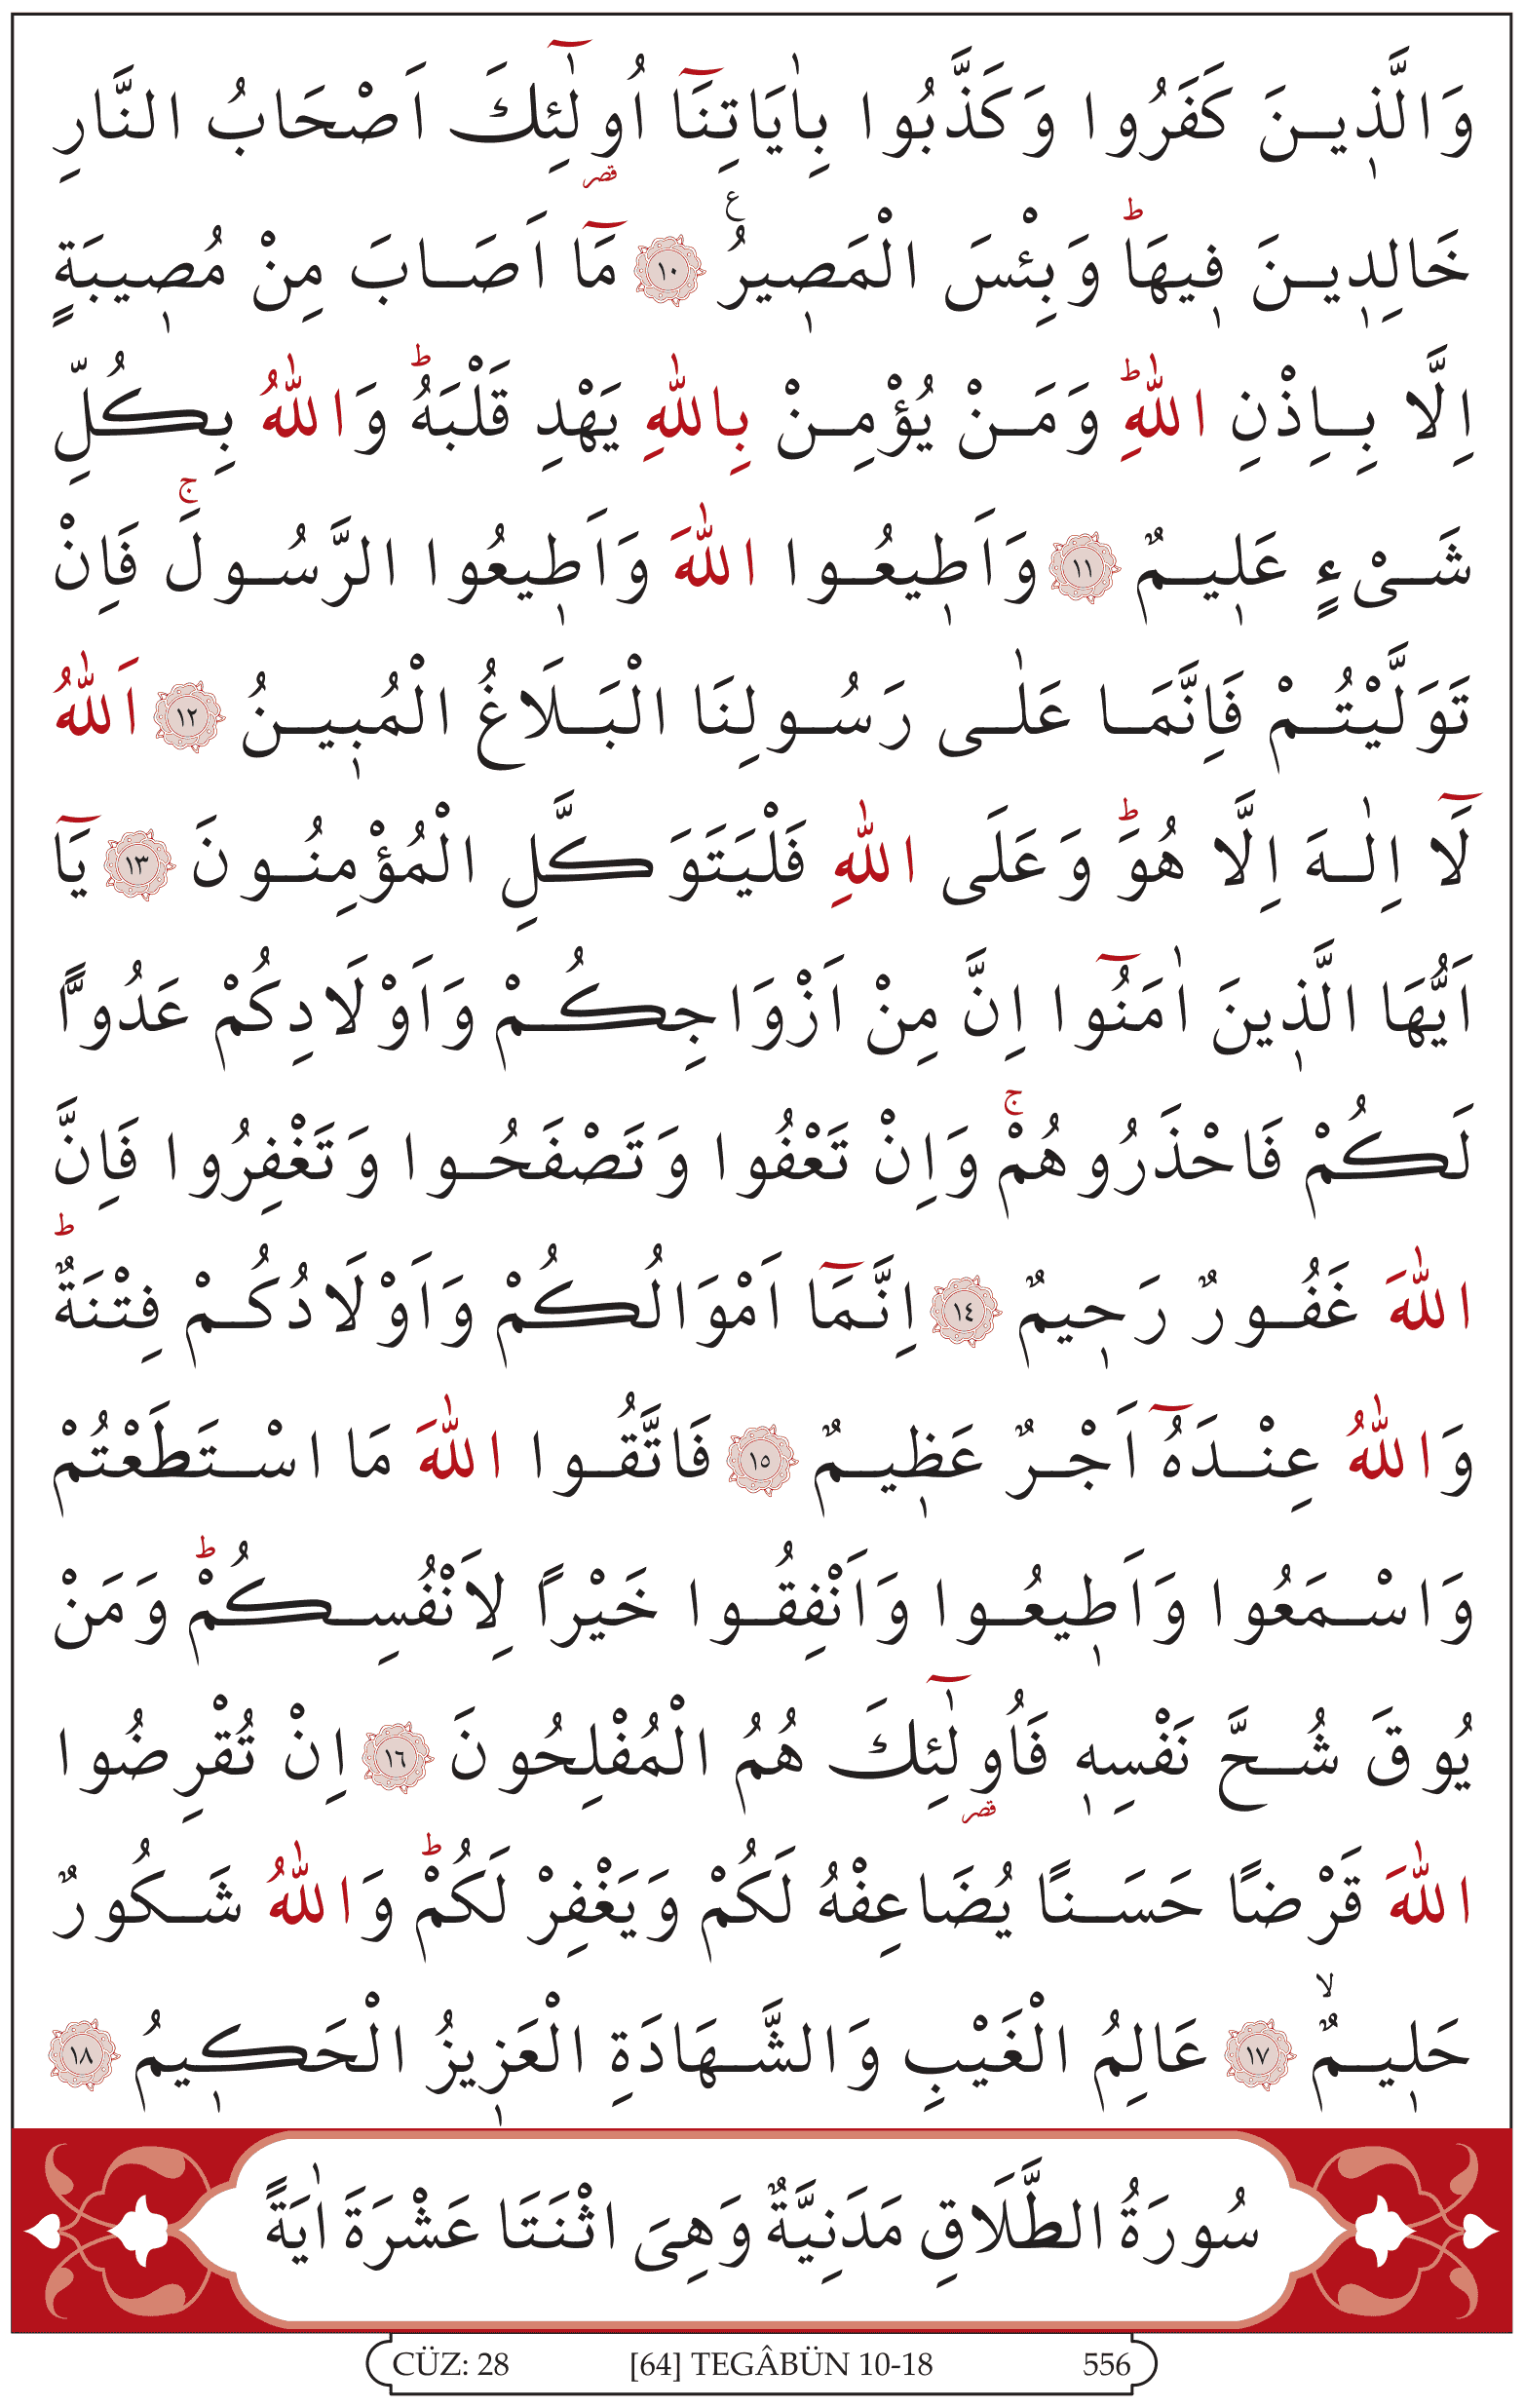 وَالَّذٖينَ كَفَرُوا وَكَذَّبُوا بِاٰيَاتِنَٓا اُو۬لٰٓئِكَ اَصْحَابُ النَّارِ
قصر
خَالِدٖينَ فٖيهَاؕ وَبِئْسَ الْمَصٖيرُࣖ ﴿١٠﴾ مَٓا اَصَابَ مِنْ مُصٖيبَةٍ
اِلَّا بِاِذْنِ اللّٰهِؕ وَمَنْ يُؤْمِنْ بِاللّٰهِ يَهْدِ قَلْبَهُؕ وَاللّٰهُ بِكُلِّ
شَىْءٍ عَلٖيمٌ ﴿١١﴾ وَاَطٖيعُوا اللّٰهَ وَاَطٖيعُوا الرَّسُولَۚ فَاِنْ
تَوَلَّيْتُمْ فَاِنَّمَا عَلٰى رَسُولِنَا الْبَلَاغُ الْمُبٖينُ ﴿١٢﴾ اَللّٰهُ
لَٓا اِلٰهَ اِلَّا هُوَؕ وَعَلَى اللّٰهِ فَلْيَتَوَكَّلِ الْمُؤْمِنُونَ ﴿١٣﴾ يَٓا
اَيُّهَا الَّذٖينَ اٰمَنُٓوا اِنَّ مِنْ اَزْوَاجِكُمْ وَاَوْلَادِكُمْ عَدُوًّا
لَكُمْ فَاحْذَرُوهُمْۚ وَاِنْ تَعْفُوا وَتَصْفَحُوا وَتَغْفِرُوا فَاِنَّ
اللّٰهَ غَفُورٌ رَحٖيمٌ ﴿١٤﴾ اِنَّمَٓا اَمْوَالُكُمْ وَاَوْلَادُكُمْ فِتْنَةٌؕ
وَاللّٰهُ عِنْدَهُٓ اَجْرٌ عَظٖيمٌ ﴿١٥﴾ فَاتَّقُوا اللّٰهَ مَا اسْتَطَعْتُمْ
وَاسْمَعُوا وَاَطٖيعُوا وَاَنْفِقُوا خَيْرًا لِاَنْفُسِكُمْؕ وَمَنْ
يُوقَ شُحَّ نَفْسِهٖ فَاُو۬لٰٓئِكَ هُمُ الْمُفْلِحُونَ ﴿١٦﴾ اِنْ تُقْرِضُوا
قصر
اللّٰهَ قَرْضًا حَسَنًا يُضَاعِفْهُ لَكُمْ وَيَغْفِرْ لَكُمْؕ وَاللّٰهُ شَكُورٌ
حَلٖيمٌۙ ﴿١٧﴾ عَالِمُ الْغَيْبِ وَالشَّهَادَةِ الْعَزٖيزُ الْحَكٖيمُ ﴿١٨﴾
سُورَةُ الطَّلَاقِ مَدَنِيَّةٌ وَهِىَ اثْنَتَا عَشْرَةَ اٰيَةً
CÜZ: 28 [64] TEGÂBÜN 10-18 556